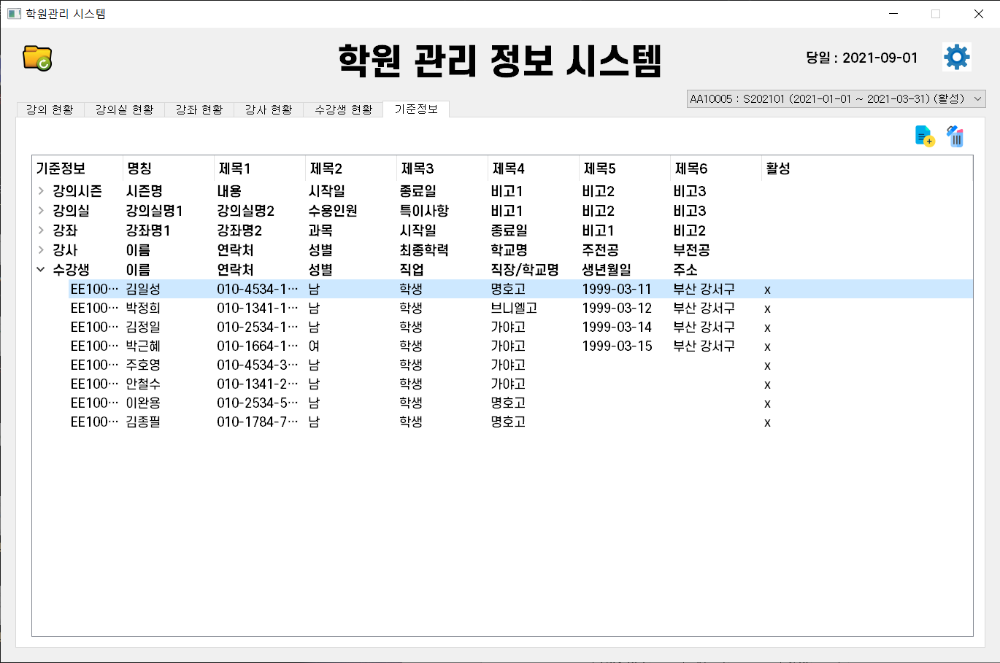 학원관리 시스템
학원 관리 정보 시스템
당일 : 2021-09-01
AA10005 : S202101 (2021-01-01 ~ 2021-03-31) (활성)
강의 현황 강의실 현황 강좌 현황 강사 현황 수강생 현황 기준정보
기준정보 명칭 제목1 제목2 제목3 제목4 제목5 제목6 활성
강의시즌 시즌명 내용 시작일 종료일 비고1 비고2 비고3
강의실 강의실명1 강의실명2 수용인원 특이사항 비고1 비고2 비고3
강좌 강좌명1 강좌명2 과목 시작일 종료일 비고1 비고2
강사 이름 연락처 성별 최종학력 학교명 주전공 부전공
수강생 이름 연락처 성별 직업 직장/학교명 생년월일 주소
EE100… 김일성 010-4534-1… 남 학생 명호고 1999-03-11 부산 강서구 x
EE100… 박정희 010-1341-1… 남 학생 브니엘고 1999-03-12 부산 강서구 x
EE100… 김정일 010-2534-1… 남 학생 가야고 1999-03-14 부산 강서구 x
EE100… 박근혜 010-1664-1… 여 학생 가야고 1999-03-15 부산 강서구 x
EE100… 주호영 010-4534-3… 남 학생 가야고 x
EE100… 안철수 010-1341-2… 남 학생 가야고 x
EE100… 이완용 010-2534-5… 남 학생 명호고 x
EE100… 김종필 010-1784-7… 남 학생 명호고 x